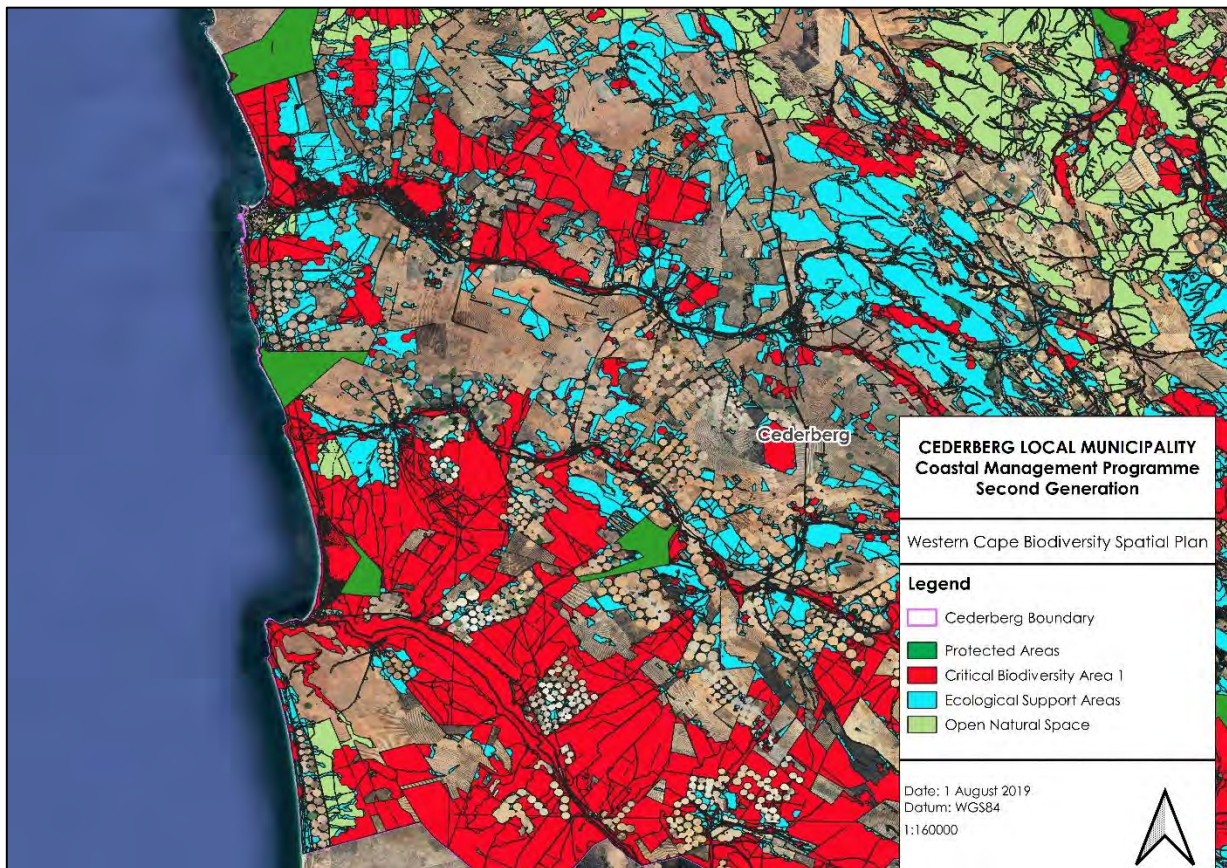 Cederberg
CEDERBERG LOCAL MUNICIPALITY
Coastal Management Programme
Second Generation
Western Cape Biodiversity Spatial Plan
Legend
Cederberg Boundary
Protected Areas
Critical Biodiversity Area 1
Ecological Support Areas
Open Natural Space
Date: 1 August 2019
Datum: WGS84
1:160000